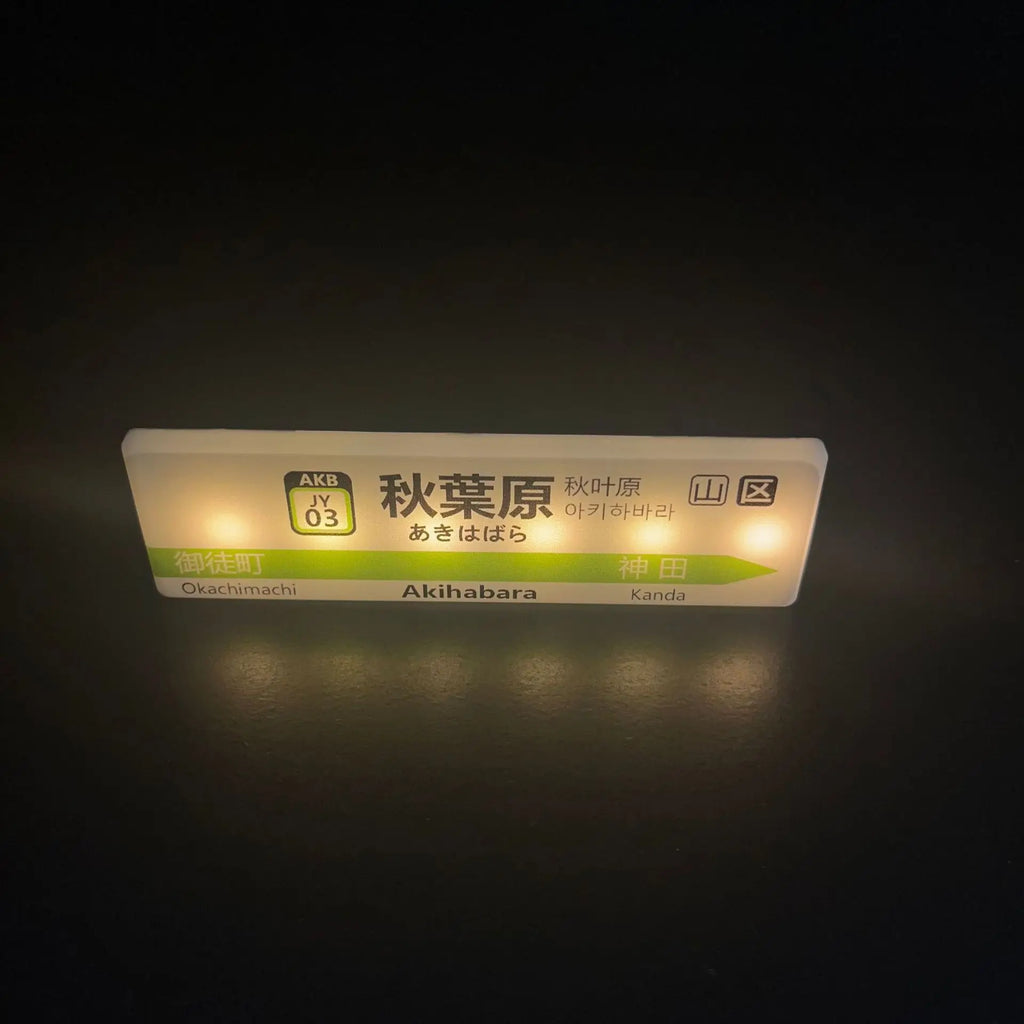 AKB
JY
03
秋葉原
あきはばら
秋叶原
아키하바라
山 区
御徒町
神田
Okachimachi
Akihabara
Kanda